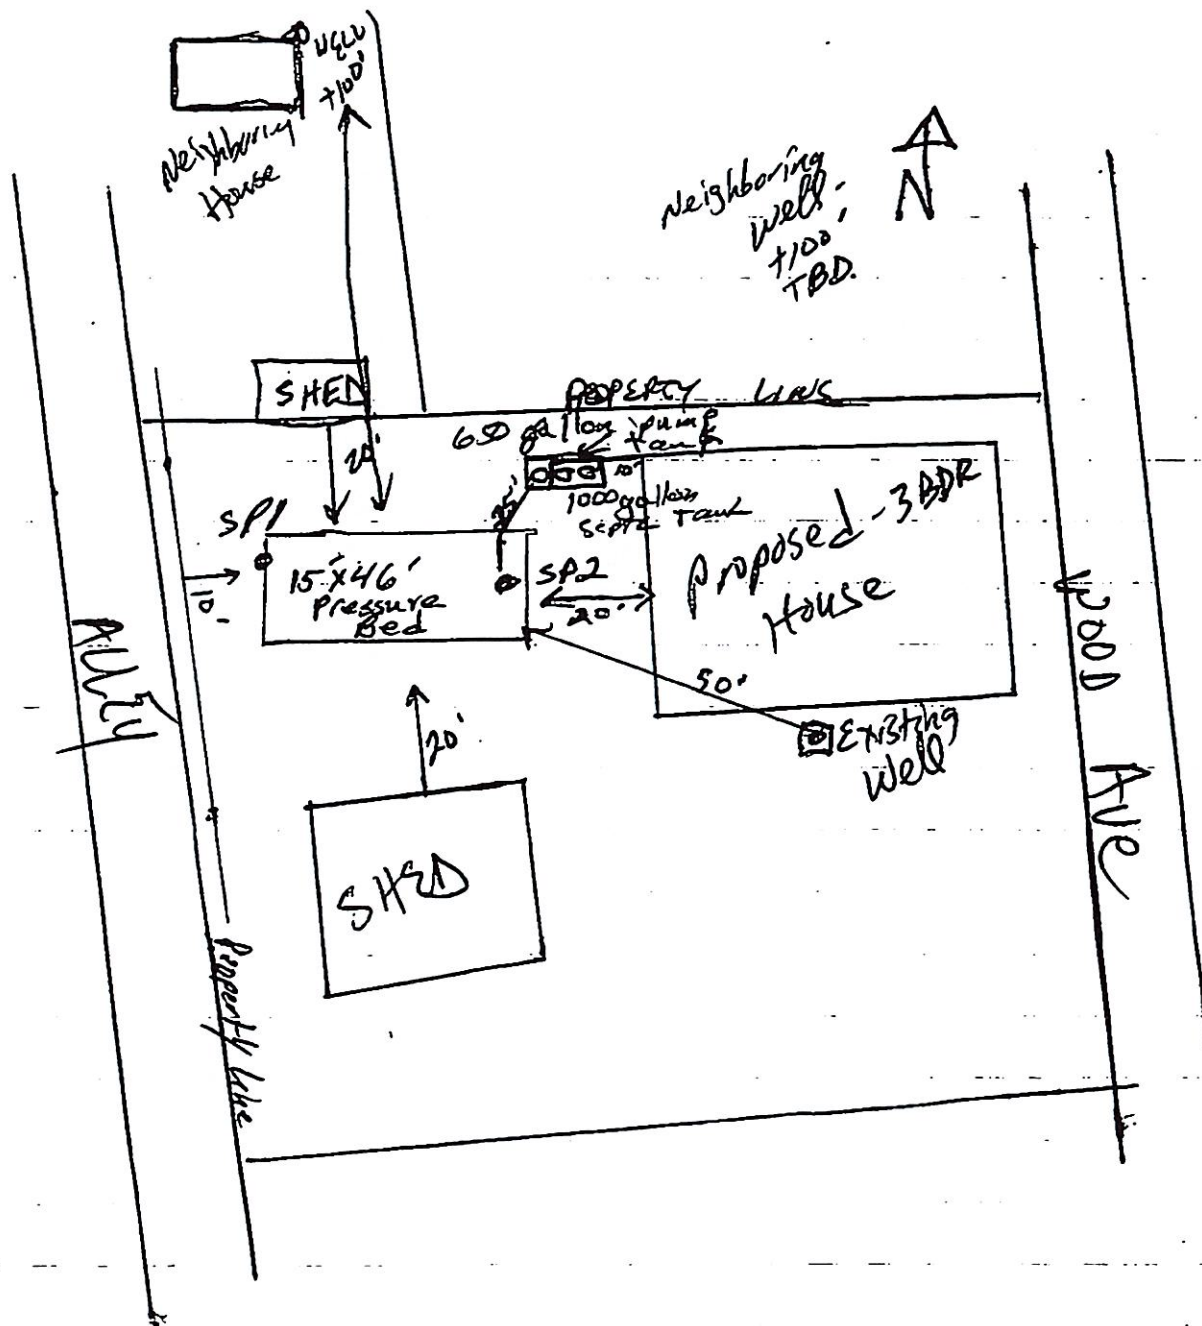 WELL
+100'
Neighboring
House
Neighboring
well
+100'
TBD.
N
SHED
PROPERTY LINE
650 gallon pump
tank
20'
10'
1000 gallon
Septic Tank
25'
SP1
SP2
15'X46'
Pressure
Bed
10'
20'
Proposed - 3 BDR
House
50'
Existing
Well
20'
SHED
Alley
Property line
WOOD AVE